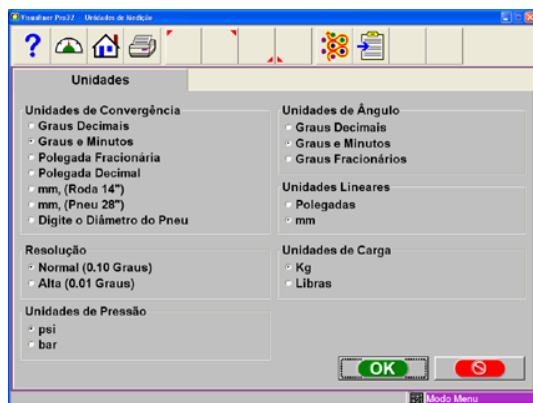 Visualiner Pro32 - Unidades de Medição
Unidades
Unidades de Convergência
Graus Decimais
Graus e Minutos
Polegada Fracionária
Polegada Decimal
mm, (Roda 14")
mm, (Pneu 28")
Digite o Diâmetro do Pneu
Resolução
Normal (0.10 Graus)
Alta (0.01 Graus)
Unidades de Pressão
psi
bar
Unidades de Ângulo
Graus Decimais
Graus e Minutos
Graus Fracionários
Unidades Lineares
Polegadas
mm
Unidades de Carga
Kg
Libras
OK
Modo Menu